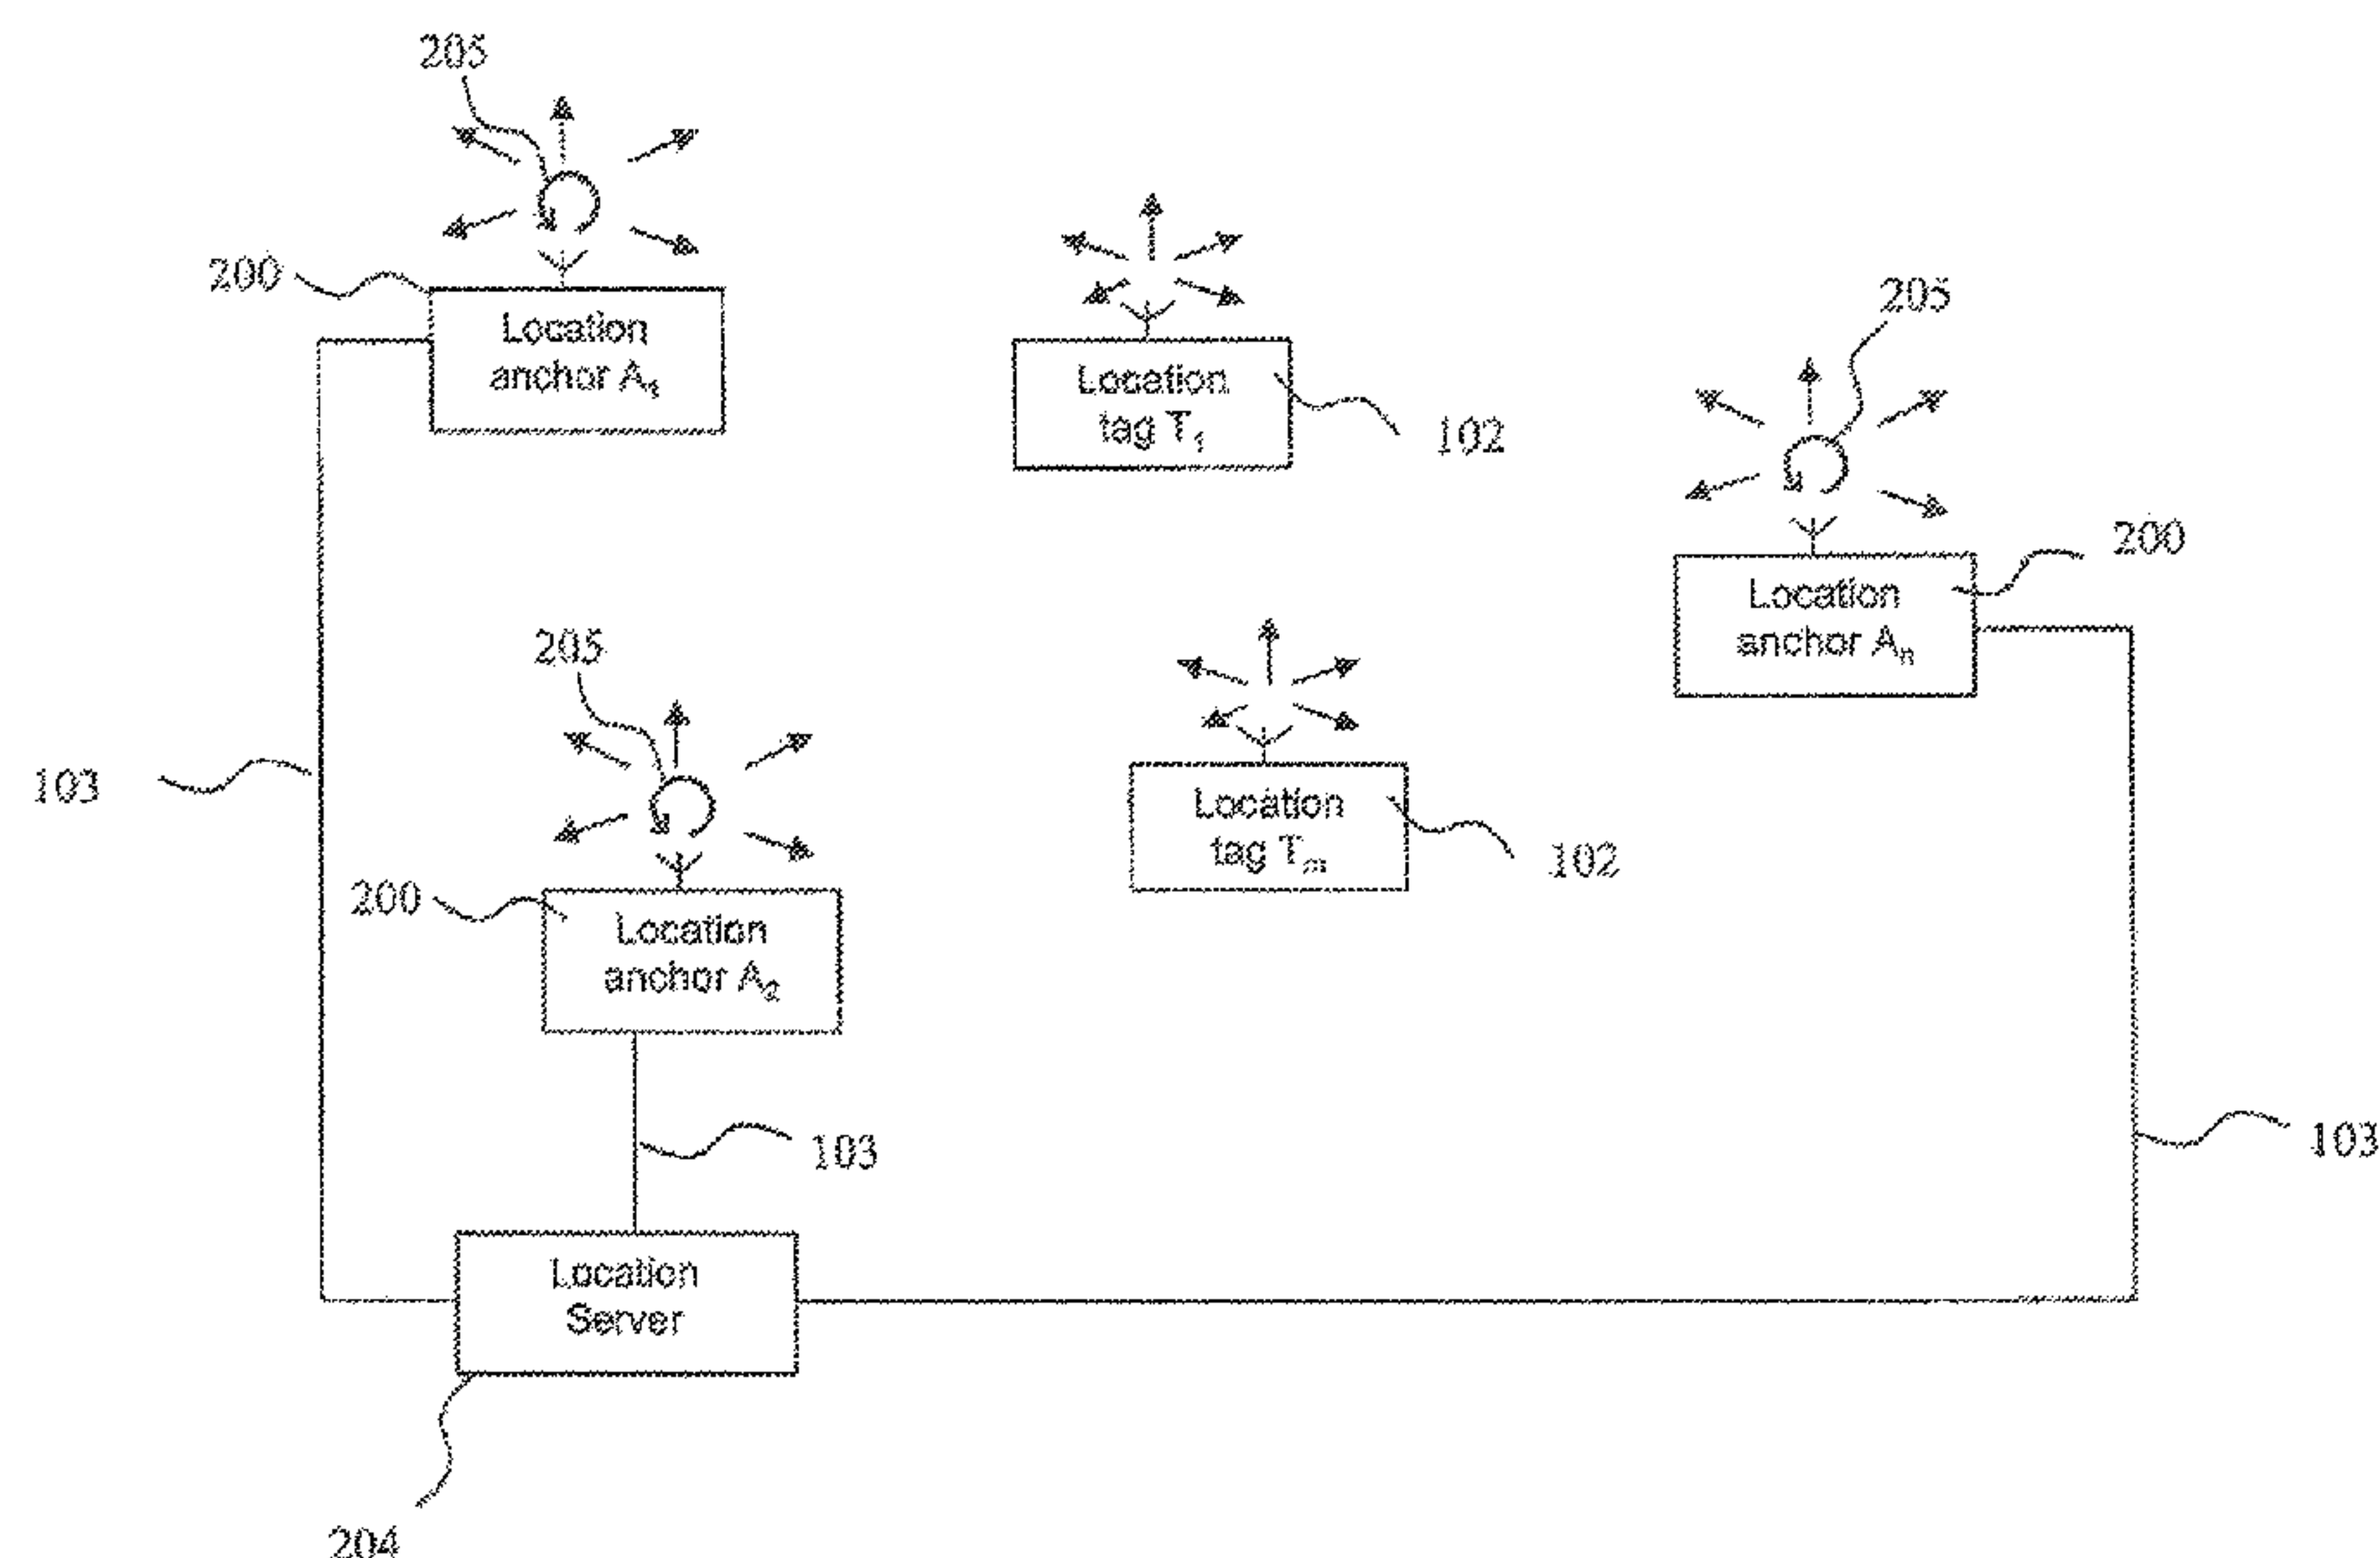 205
200
Location
anchor A₁
Location
tag T₁
102
205
200
Location
anchor Aₙ
103
205
200
Location
anchor A₂
Location
tag Tₘ
102
103
103
Location
Server
204